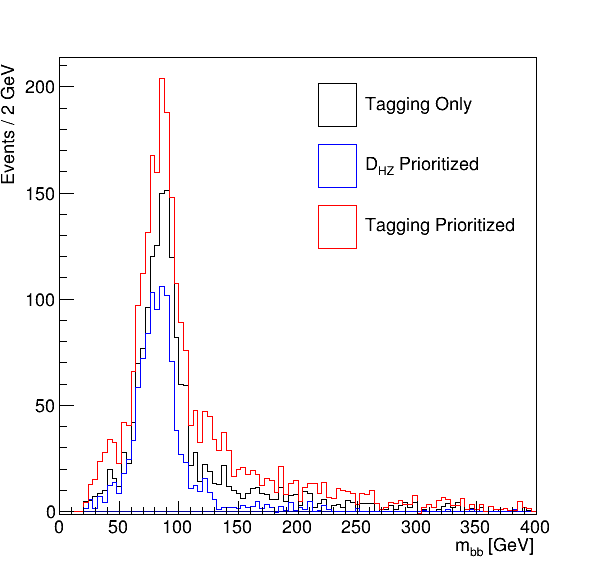 Events / 2 GeV
200
150
100
50
0
0 50 100 150 200 250 300 350 400
m_bb [GeV]
Tagging Only
D_HZ Prioritized
Tagging Prioritized